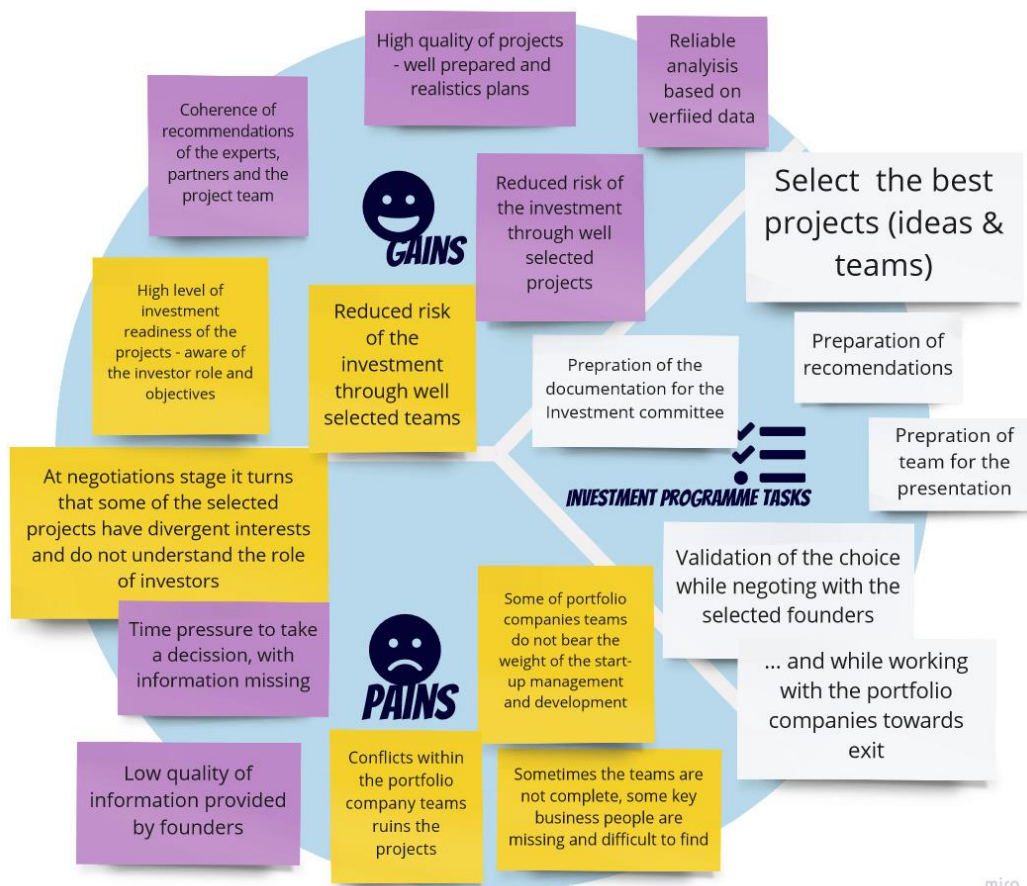 High quality of projects
- well prepared and
realistics plans
Reliable
analyisis
based on
verfiied data
Coherence of
recommendations
of the experts,
partners and the
project team
Reduced risk of
the investment
through well
selected
projects
GAINS
High level of
investment
readiness of the
projects - aware of
the investor role and
objectives
Reduced risk
of the
investment
through well
selected teams
Select the best
projects (ideas &
teams)
Prepration of the
documentation for the
Investment committee
Preparation of
recomendations
Prepration of
team for the
presentation
INVESTMENT PROGRAMME TASKS
Validation of the choice
while negoting with the
selected founders
... and while working
with the portfolio
companies towards
exit
At negotiations stage it turns
that some of the selected
projects have divergent interests
and do not understand the role
of investors
Time pressure to take
a decission, with
information missing
PAINS
Some of portfolio
companies teams
do not bear the
weight of the start-
up management
and development
Low quality of
information provided
by founders
Conflicts within
the portfolio
company teams
ruins the
projects
Sometimes the teams are
not complete, some key
business people are
missing and difficult to find
miro